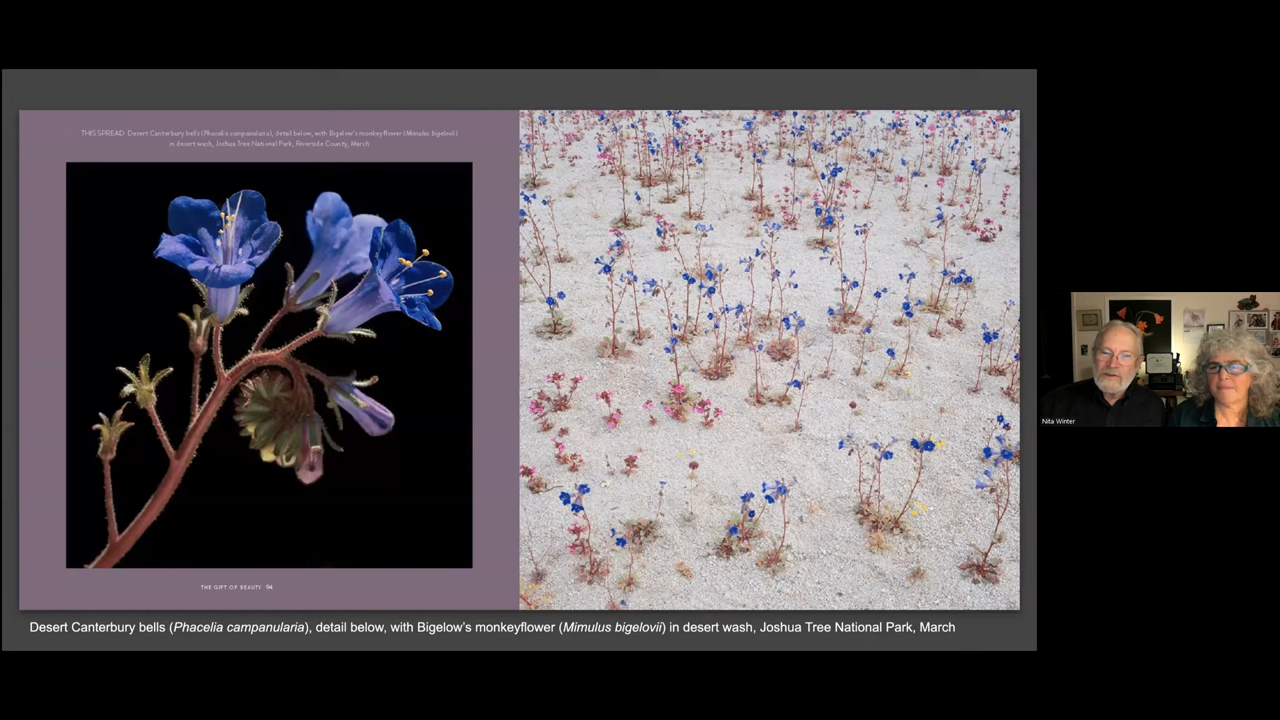 THIS SPREAD: Desert Canterbury bells (Phacelia campanularia), detail below, with Bigelow's monkeyflower (Mimulus bigelovii)
in desert wash, Joshua Tree National Park, Riverside County, March
THE GIFT OF BEAUTY 94
Desert Canterbury bells (Phacelia campanularia), detail below, with Bigelow's monkeyflower (Mimulus bigelovii) in desert wash, Joshua Tree National Park, March
Nita Winter